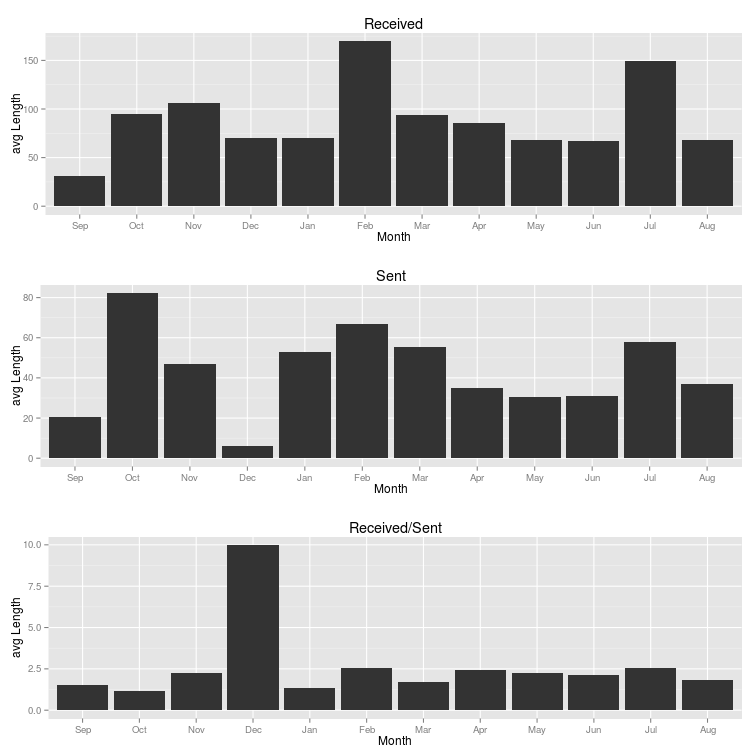 Received
avg Length
150
100
50
0
Sep Oct Nov Dec Jan Feb Mar Apr May Jun Jul Aug
Month
Sent
avg Length
80
60
40
20
0
Sep Oct Nov Dec Jan Feb Mar Apr May Jun Jul Aug
Month
Received/Sent
avg Length
10.0
7.5
5.0
2.5
0.0
Sep Oct Nov Dec Jan Feb Mar Apr May Jun Jul Aug
Month